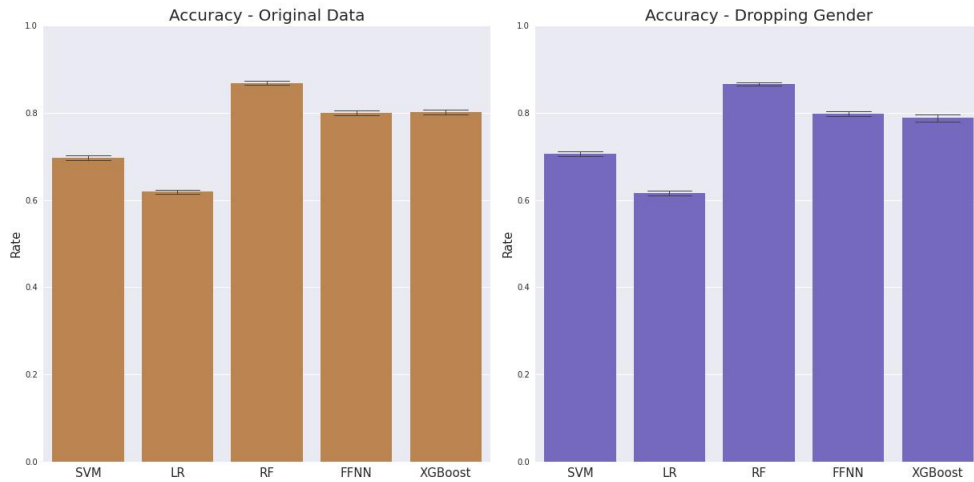 Accuracy - Original Data
Rate
1.0
0.8
0.6
0.4
0.2
0.0
SVM LR RF FFNN XGBoost
Accuracy - Dropping Gender
Rate
1.0
0.8
0.6
0.4
0.2
0.0
SVM LR RF FFNN XGBoost